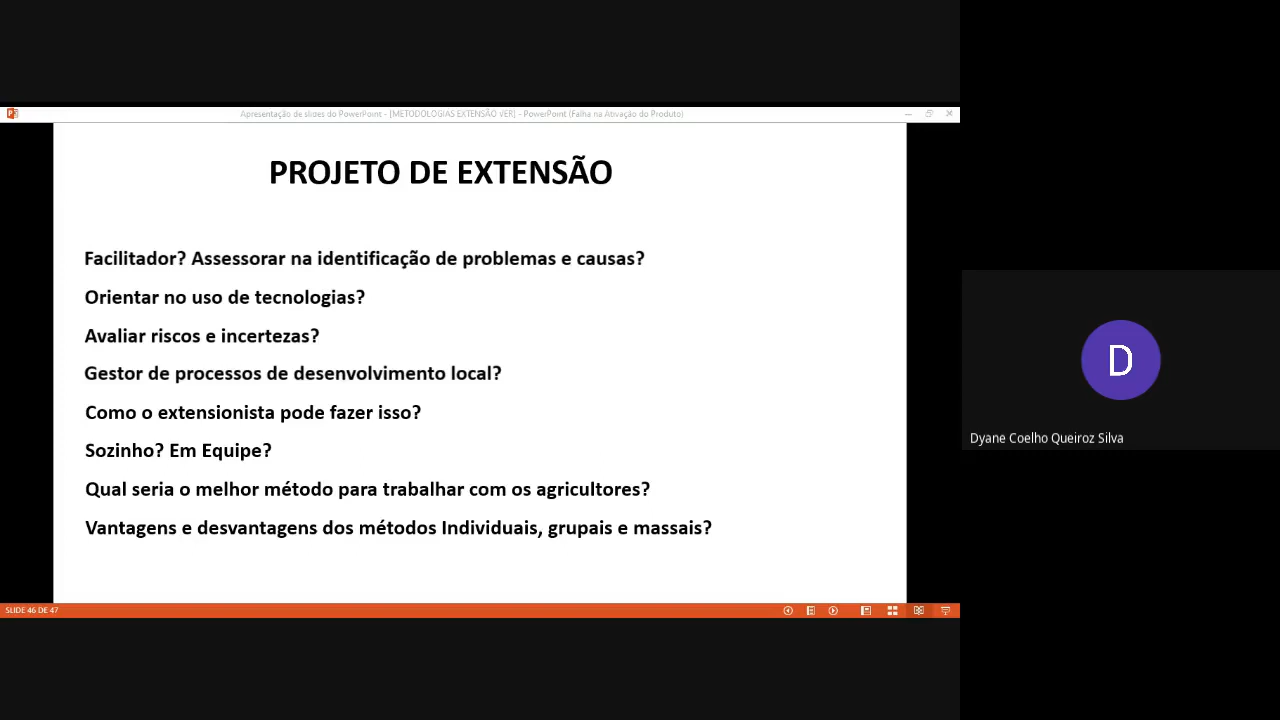 Apresentação de slides do PowerPoint - [METODOLOGIAS EXTENSÃO VER] - PowerPoint (Falha na Ativação do Produto)
PROJETO DE EXTENSÃO
Facilitador? Assessorar na identificação de problemas e causas?
Orientar no uso de tecnologias?
Avaliar riscos e incertezas?
Gestor de processos de desenvolvimento local?
Como o extensionista pode fazer isso?
Sozinho? Em Equipe?
Qual seria o melhor método para trabalhar com os agricultores?
Vantagens e desvantagens dos métodos Individuais, grupais e massais?
SLIDE 46 DE 47
D
Dyane Coelho Queiroz Silva